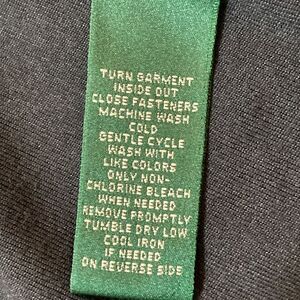 TURN GARMENT
INSIDE OUT
CLOSE FASTENERS
MACHINE WASH
COLD
GENTLE CYCLE
WASH WITH
LIKE COLORS
ONLY NON-
CHLORINE BLEACH
WHEN NEEDED
REMOVE PROMPTLY
TUMBLE DRY LOW
COOL IRON
IF NEEDED
ON REVERSE SIDE